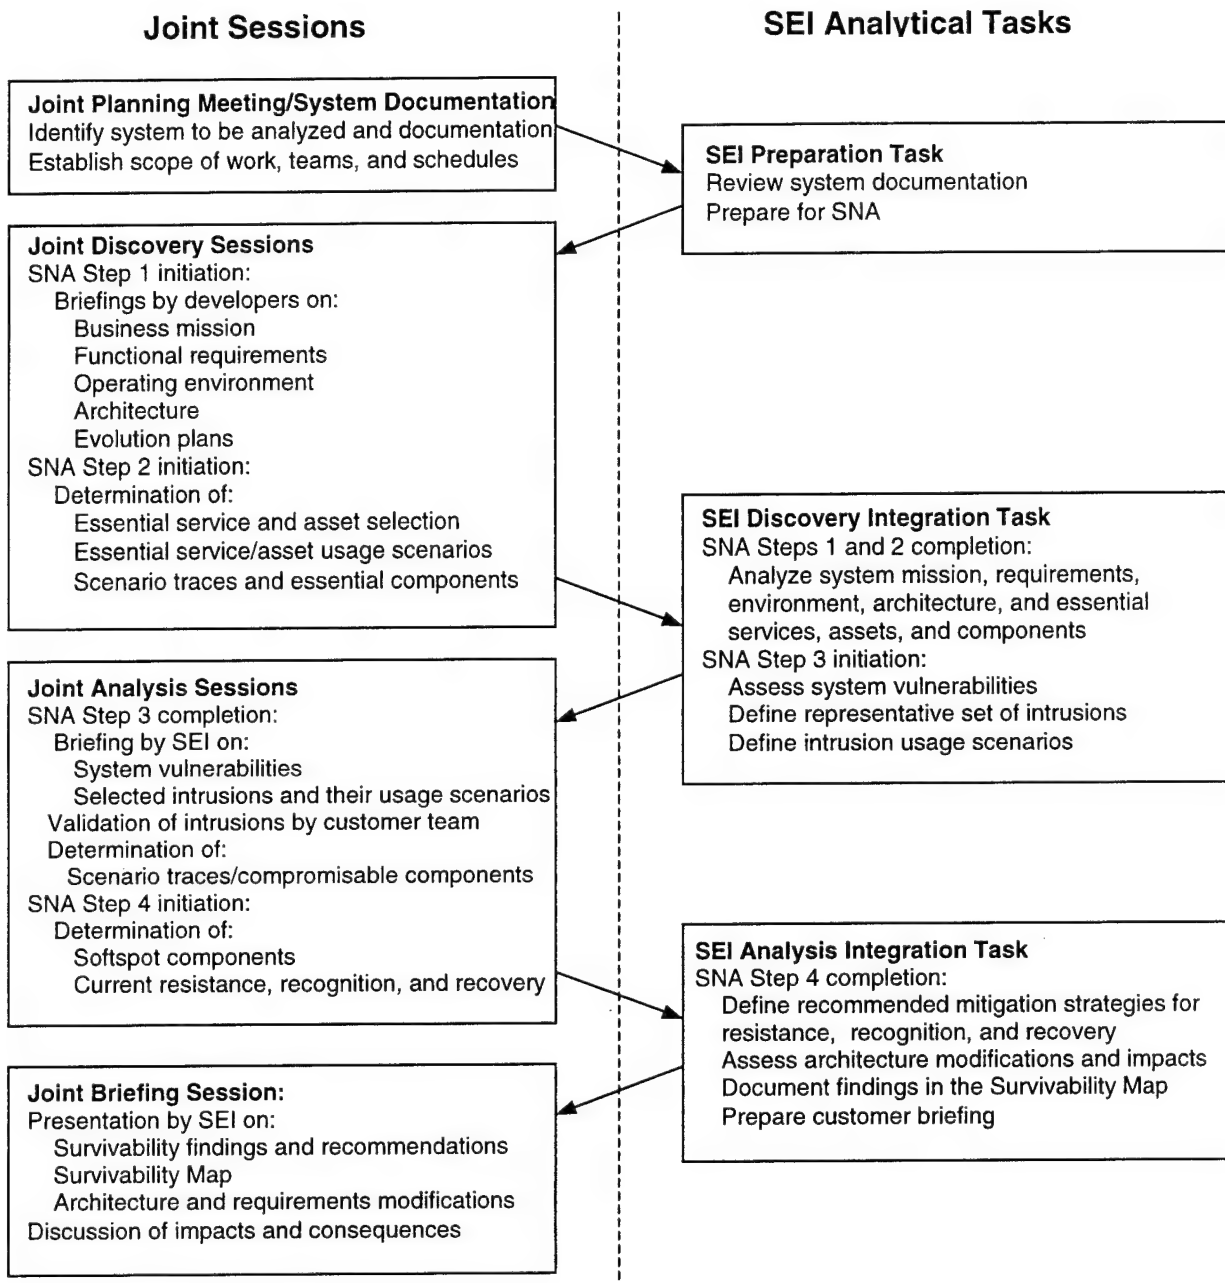 Joint Sessions
SEI Analytical Tasks
Joint Planning Meeting/System Documentation
Identify system to be analyzed and documentation
Establish scope of work, teams, and schedules
SEI Preparation Task
Review system documentation
Prepare for SNA
Joint Discovery Sessions
SNA Step 1 initiation:
Briefings by developers on:
Business mission
Functional requirements
Operating environment
Architecture
Evolution plans
SNA Step 2 initiation:
Determination of:
Essential service and asset selection
Essential service/asset usage scenarios
Scenario traces and essential components
SEI Discovery Integration Task
SNA Steps 1 and 2 completion:
Analyze system mission, requirements,
environment, architecture, and essential
services, assets, and components
SNA Step 3 initiation:
Assess system vulnerabilities
Define representative set of intrusions
Define intrusion usage scenarios
Joint Analysis Sessions
SNA Step 3 completion:
Briefing by SEI on:
System vulnerabilities
Selected intrusions and their usage scenarios
Validation of intrusions by customer team
Determination of:
Scenario traces/compromisable components
SNA Step 4 initiation:
Determination of:
Softspot components
Current resistance, recognition, and recovery
SEI Analysis Integration Task
SNA Step 4 completion:
Define recommended mitigation strategies for
resistance, recognition, and recovery
Assess architecture modifications and impacts
Document findings in the Survivability Map
Prepare customer briefing
Joint Briefing Session:
Presentation by SEI on:
Survivability findings and recommendations
Survivability Map
Architecture and requirements modifications
Discussion of impacts and consequences